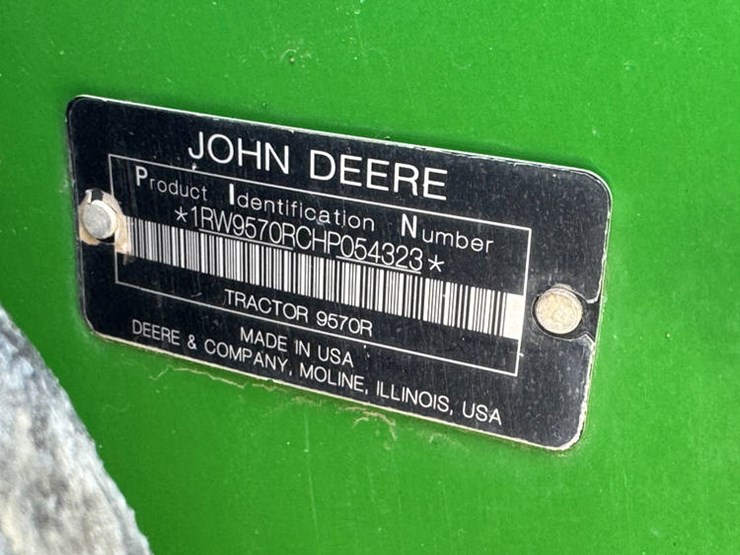 JOHN DEERE
Product Identification Number
*1RW9570RCHP054323*
TRACTOR 9570R
MADE IN USA
DEERE & COMPANY, MOLINE, ILLINOIS, USA